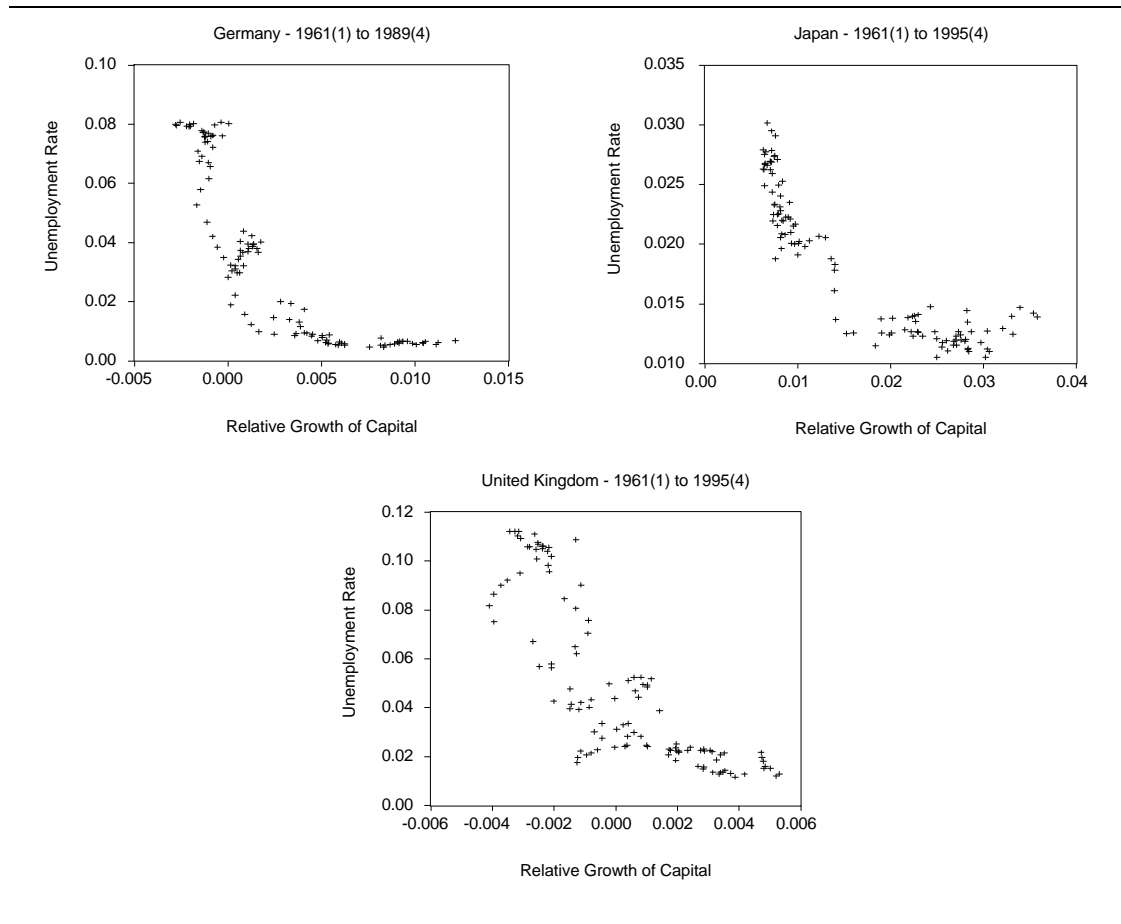 Germany - 1961(1) to 1989(4)
0.10
0.08
0.06
0.04
0.02
0.00
Unemployment Rate
-0.005 0.000 0.005 0.010 0.015
Relative Growth of Capital
Japan - 1961(1) to 1995(4)
0.035
0.030
0.025
0.020
0.015
0.010
Unemployment Rate
0.00 0.01 0.02 0.03 0.04
Relative Growth of Capital
United Kingdom - 1961(1) to 1995(4)
0.12
0.10
0.08
0.06
0.04
0.02
0.00
Unemployment Rate
-0.006 -0.004 -0.002 0.000 0.002 0.004 0.006
Relative Growth of Capital